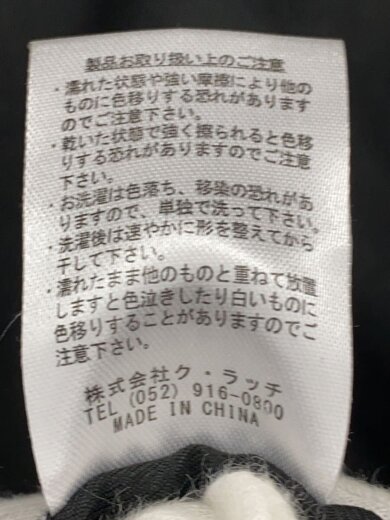 製品お取り扱い上のご注意
・濡れた状態や強い摩擦により他の
ものに色移りする恐れがあります
のでご注意下さい。
・乾いた状態で強く擦られると色移
りする恐れがありますのでご注意
下さい。
・お洗濯は色落ち、移染の恐れがあ
りますので、単独で洗って下さい。
・洗濯後は速やかに形を整えてから
干して下さい。
・濡れたまま他のものと重ねて放置
しますと色泣きしたり白いものに
色移りすることがありますのでご
注意下さい。
株式会社ク・ラッチ
TEL (052) 916-0800
MADE IN CHINA